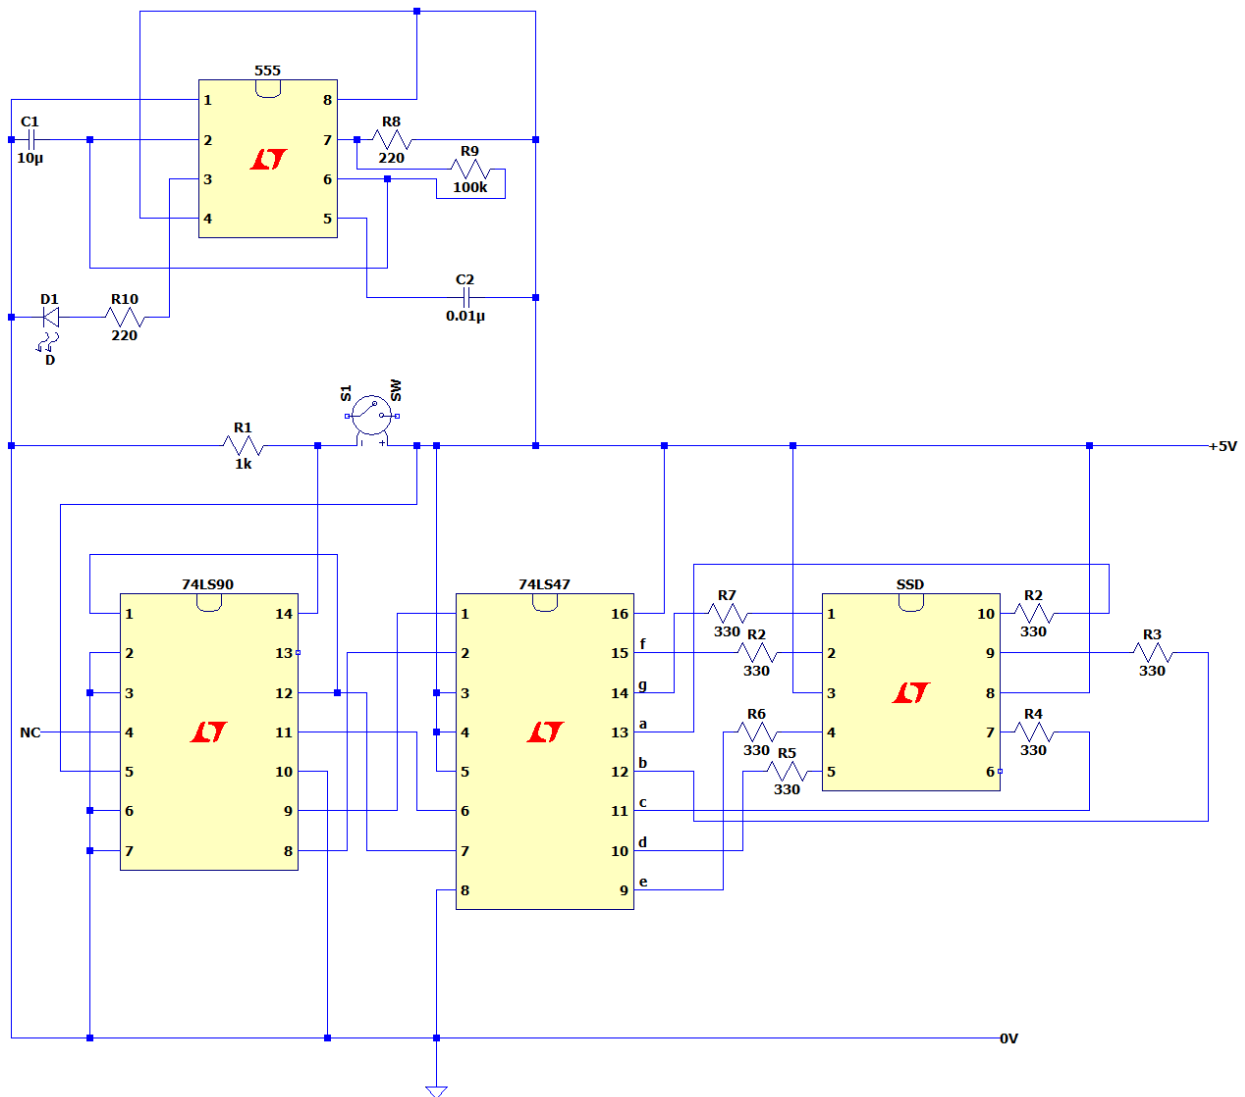 555
1 8
C1
10µ
2 7
R8
220
R9
100k
3 6
4 5
C2
0.01µ
D1
D
R10
220
S1
SW
R1
1k
+5V
74LS90
74LS47
SSD
1 14
2 13
3 12
NC
4 11
5 10
6 9
7 8
1 16
2 15 f
3 14 g
4 13 a
5 12 b
6 11 c
7 10 d
8 9 e
R7
330
R2
330
R6
330
R5
330
1 10
2 9
3 8
4 7
5 6
R2
330
R3
330
R4
330
0V